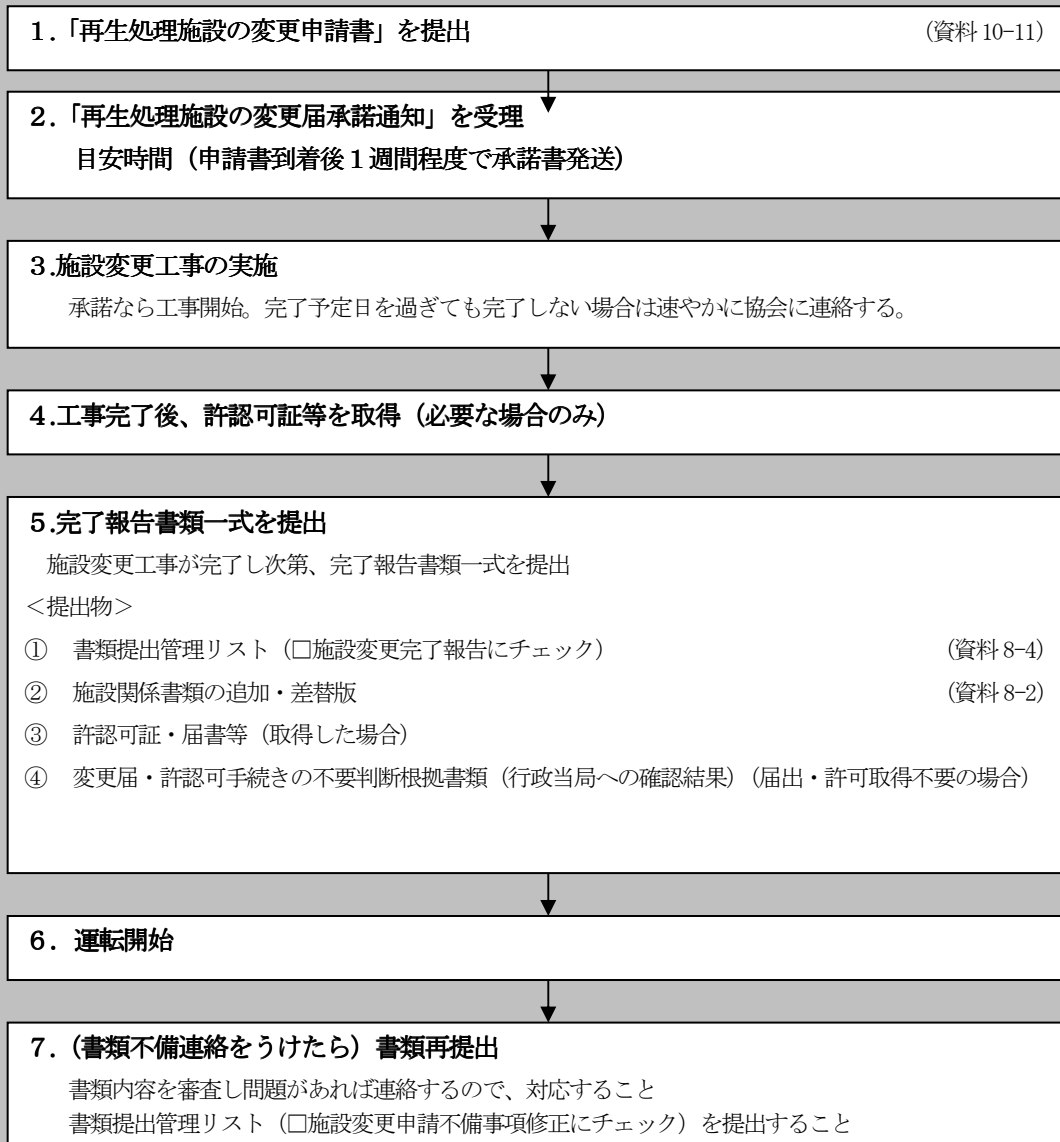 １.「再生処理施設の変更申請書」を提出 (資料 10-11)
２.「再生処理施設の変更届承諾通知」を受理
目安時間（申請書到着後１週間程度で承諾書発送）
３.施設変更工事の実施
承諾なら工事開始。完了予定日を過ぎても完了しない場合は速やかに協会に連絡する。
４.工事完了後、許認可証等を取得（必要な場合のみ）
５.完了報告書類一式を提出
施設変更工事が完了し次第、完了報告書類一式を提出
＜提出物＞
① 書類提出管理リスト（□施設変更完了報告にチェック） (資料 8-4)
② 施設関係書類の追加・差替版 (資料 8-2)
③ 許認可証・届書等（取得した場合）
④ 変更届・許認可手続きの不要判断根拠書類（行政当局への確認結果）（届出・許可取得不要の場合）
６. 運転開始
７.（書類不備連絡をうけたら）書類再提出
書類内容を審査し問題があれば連絡するので、対応すること
書類提出管理リスト（□施設変更申請不備事項修正にチェック）を提出すること